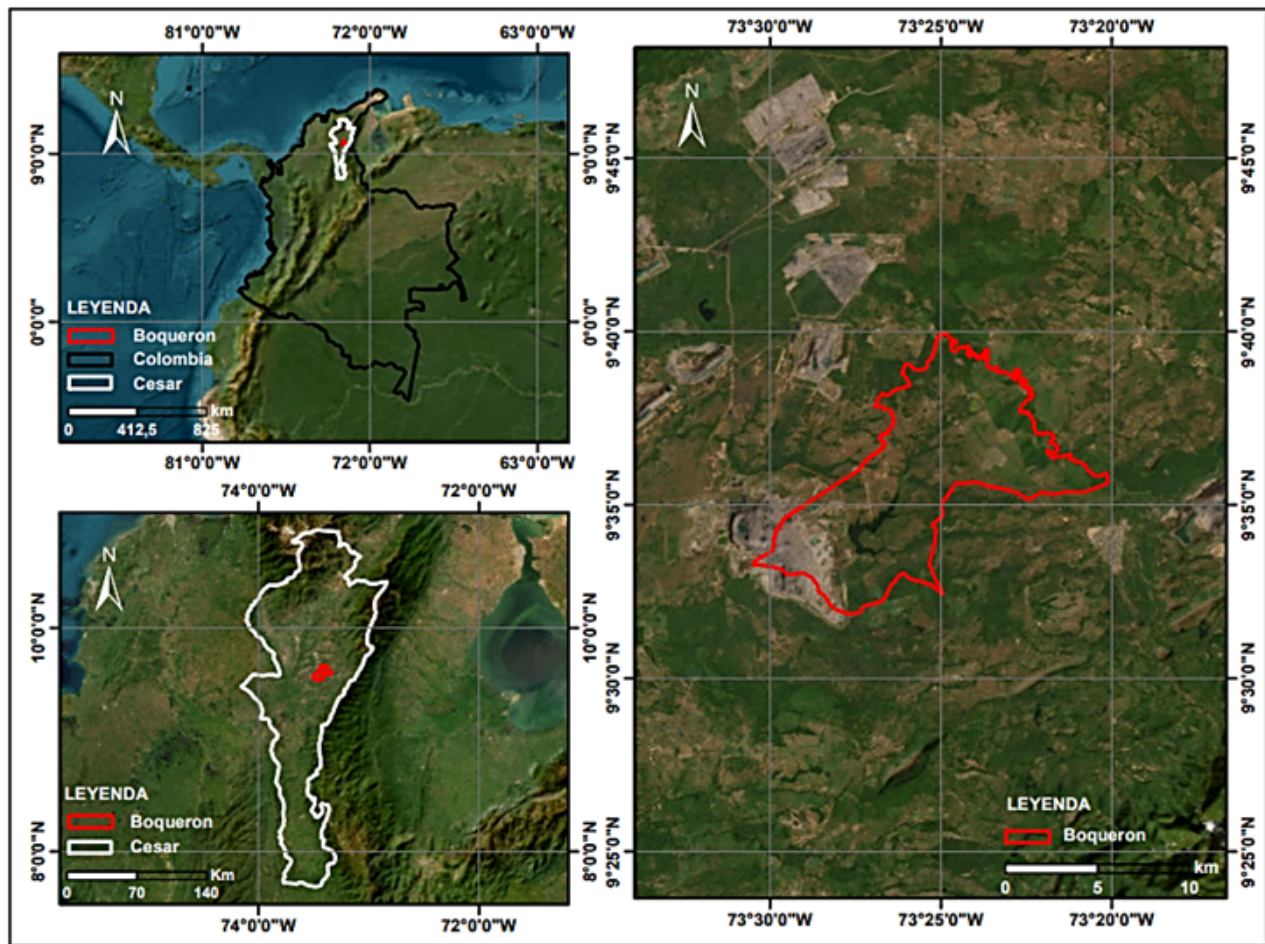 81°0'0"W 72°0'0"W 63°0'0"W
N
9°0'0"N
9°0'0"N
0°0'0"
0°0'0"
LEYENDA
Boqueron
Colombia
Cesar
km
0 412,5 825
81°0'0"W 72°0'0"W 63°0'0"W
74°0'0"W 72°0'0"W
N
10°0'0"N
10°0'0"N
8°0'0"N
8°0'0"N
LEYENDA
Boqueron
Cesar
Km
0 70 140
74°0'0"W 72°0'0"W
73°30'0"W 73°25'0"W 73°20'0"W
N
9°45'0"N
9°45'0"N
9°40'0"N
9°40'0"N
9°35'0"N
9°35'0"N
9°30'0"N
9°30'0"N
9°25'0"N
9°25'0"N
LEYENDA
Boqueron
Km
0 5 10
73°30'0"W 73°25'0"W 73°20'0"W